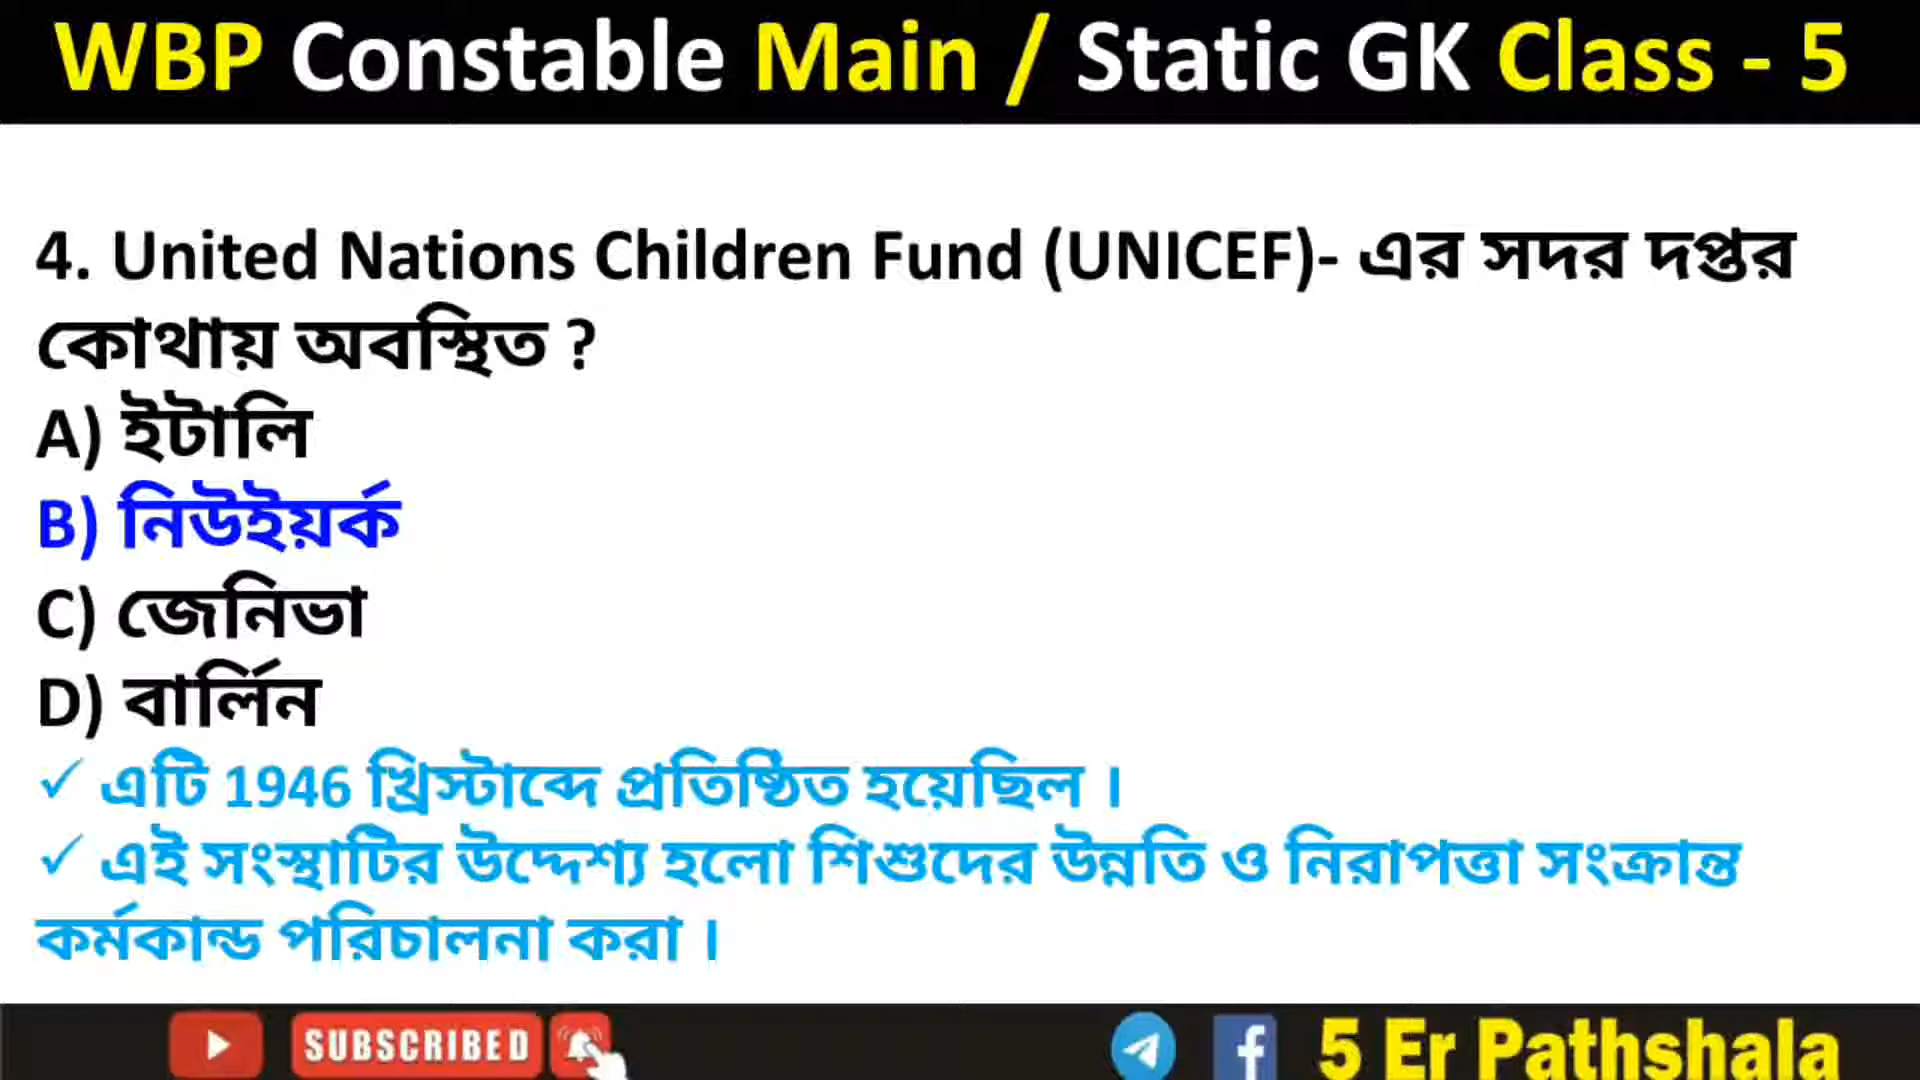 WBP Constable Main / Static GK Class - 5
4. United Nations Children Fund (UNICEF)- এর সদর দপ্তর
কোথায় অবস্থিত ?
A) ইটালি
B) নিউইয়র্ক
C) জেনিভা
D) বার্লিন
✓ এটি 1946 খ্রিস্টাব্দে প্রতিষ্ঠিত হয়েছিল ।
✓ এই সংস্থাটির উদ্দেশ্য হলো শিশুদের উন্নতি ও নিরাপত্তা সংক্রান্ত
কর্মকান্ড পরিচালনা করা ।
SUBSCRIBED
5 Er Pathshala